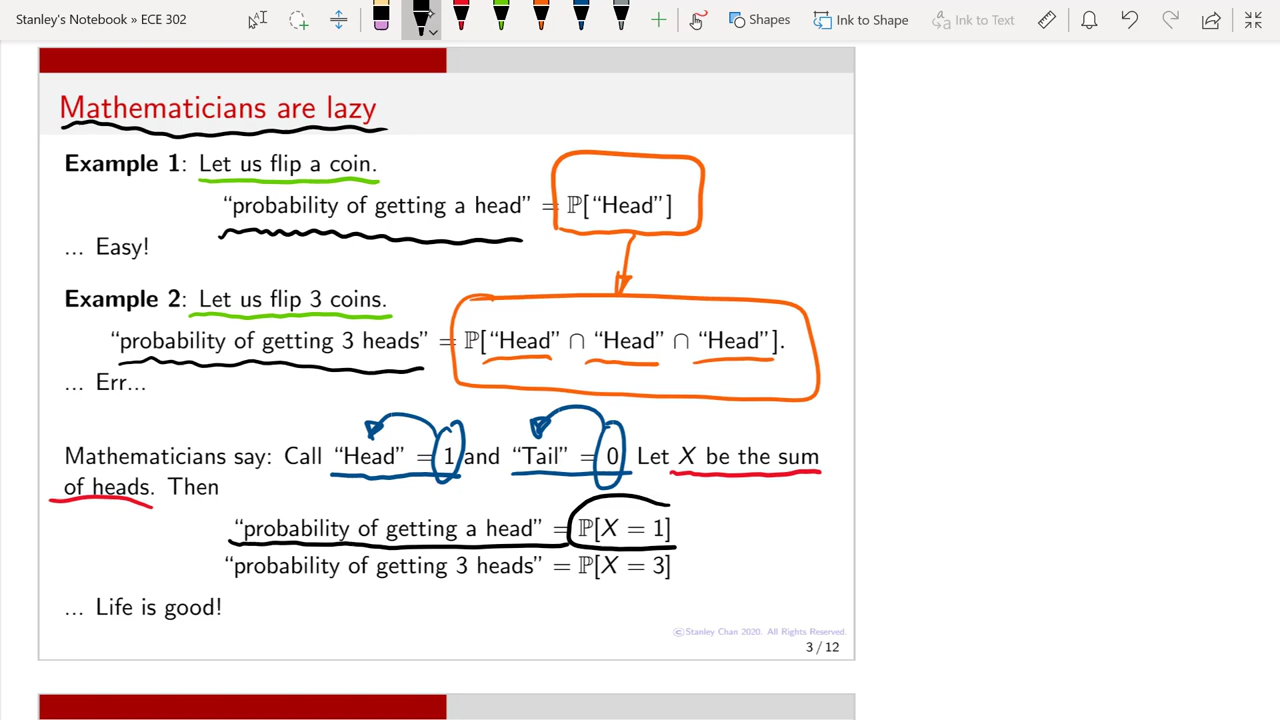 Stanley's Notebook » ECE 302
Shapes
Ink to Shape
Ink to Text
Mathematicians are lazy
Example 1: Let us flip a coin.
“probability of getting a head” = ℙ[“Head”]
... Easy!
Example 2: Let us flip 3 coins.
“probability of getting 3 heads” = ℙ[“Head” ∩ “Head” ∩ “Head”].
... Err...
Mathematicians say: Call “Head” = 1 and “Tail” = 0 Let X be the sum
of heads. Then
“probability of getting a head” = ℙ[X = 1]
“probability of getting 3 heads” = ℙ[X = 3]
... Life is good!
©Stanley Chan 2020. All Rights Reserved.
3 / 12